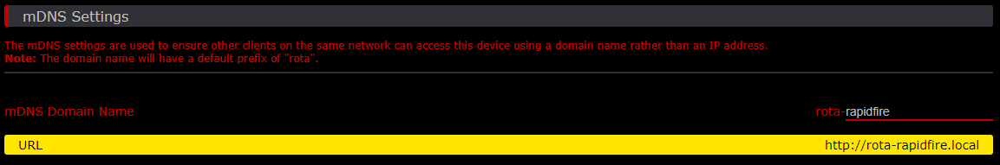 mDNS Settings
The mDNS settings are used to ensure other clients on the same network can access this device using a domain name rather than an IP address.
Note: The domain name will have a default prefix of "rota".
mDNS Domain Name rota-rapidfire
URL http://rota-rapidfire.local